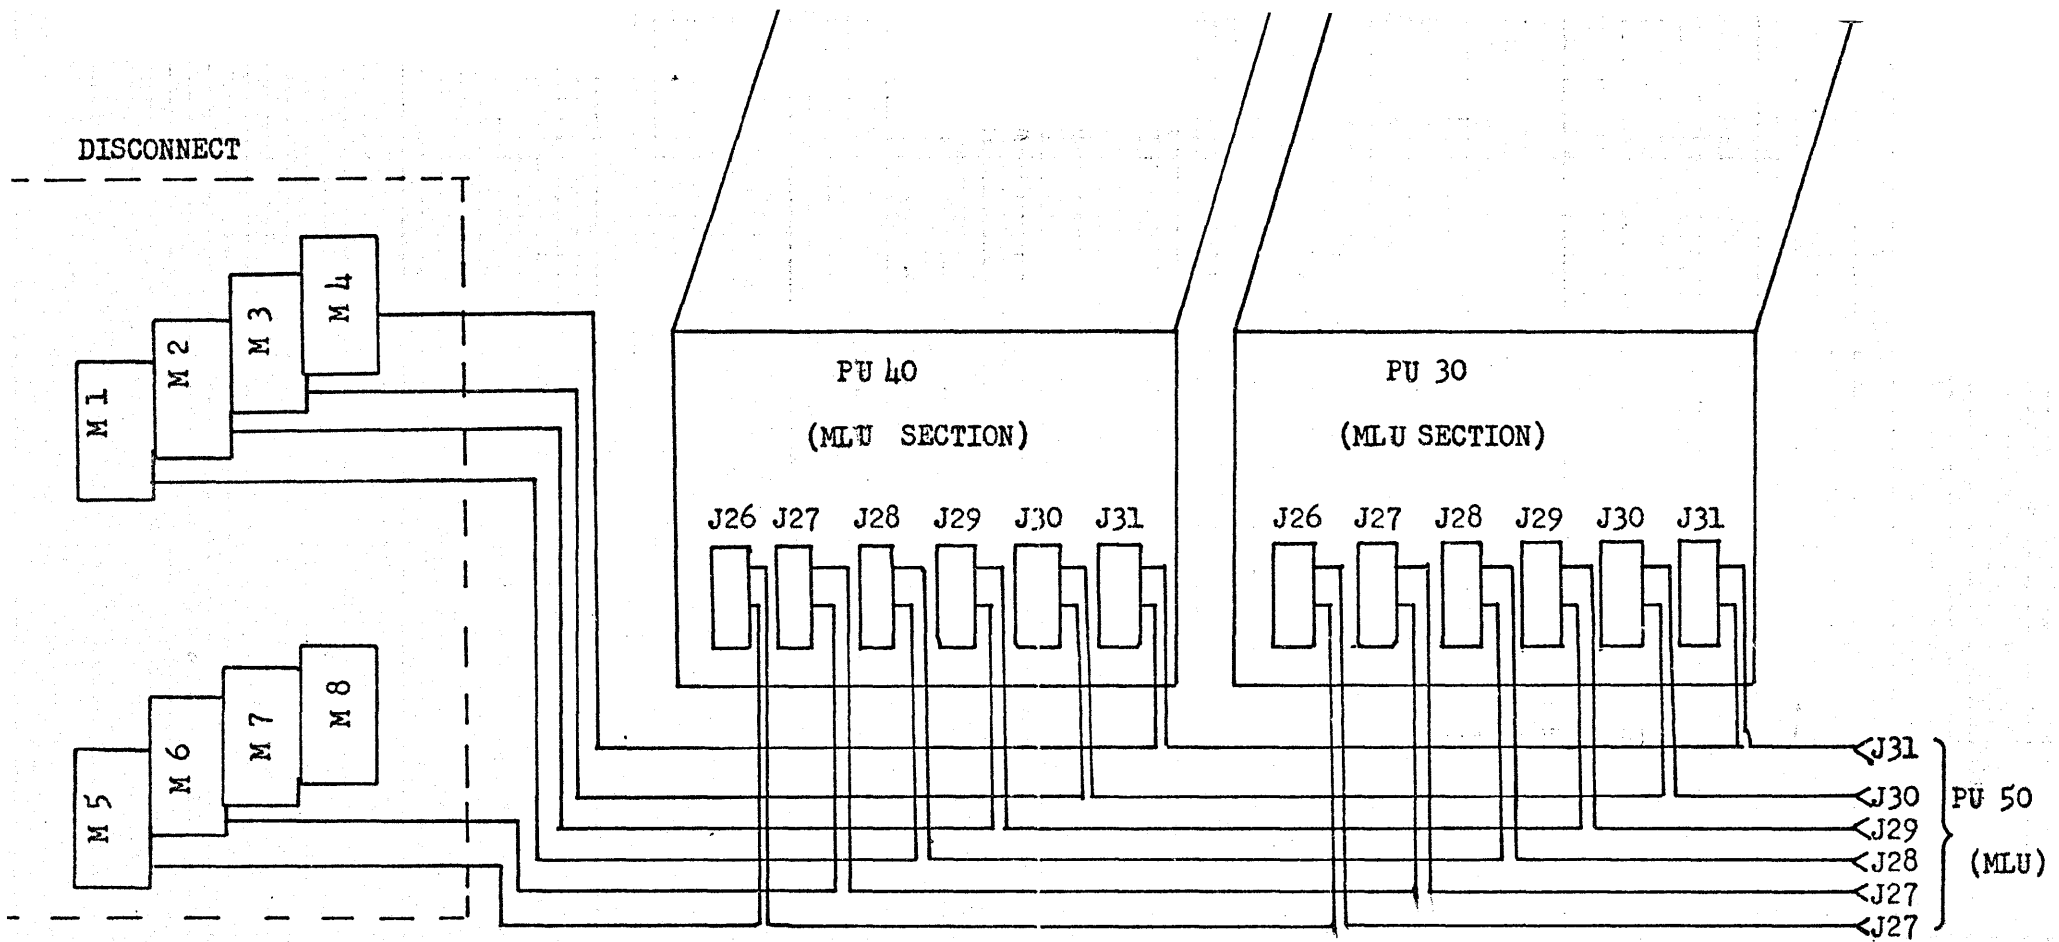 DISCONNECT
M 1
M 2
M 3
M 4
M 5
M 6
M 7
M 8
PU 40
(MLU SECTION)
J26 J27 J28 J29 J30 J31
PU 30
(MLU SECTION)
J26 J27 J28 J29 J30 J31
J31
J30
J29
J28
J27
J27
PU 50
(MLU)